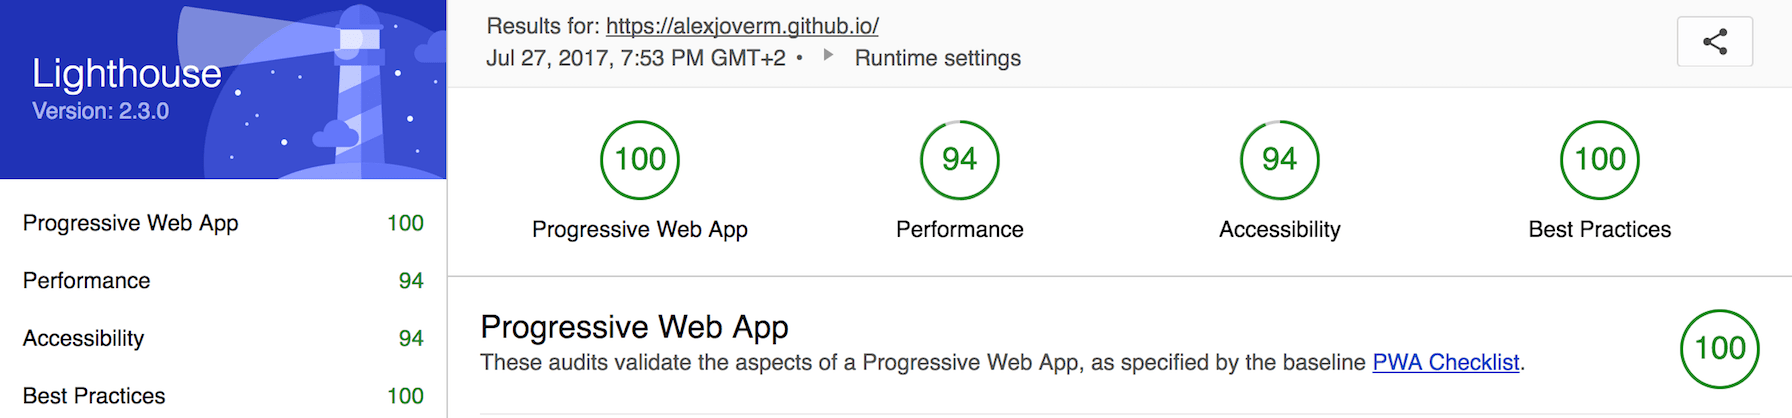 Lighthouse
Version: 2.3.0
Progressive Web App 100
Performance 94
Accessibility 94
Best Practices 100
Results for: https://alexjoverm.github.io/
Jul 27, 2017, 7:53 PM GMT+2 • Runtime settings
100 94 94 100
Progressive Web App Performance Accessibility Best Practices
Progressive Web App
These audits validate the aspects of a Progressive Web App, as specified by the baseline PWA Checklist.
100